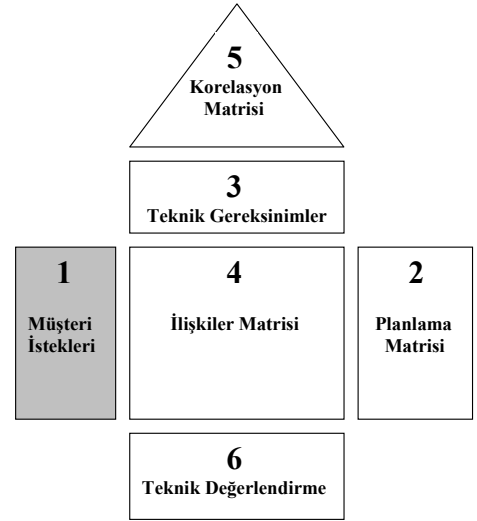 5
Korelasyon
Matrisi
3
Teknik Gereksinimler
1
Müşteri
İstekleri
4
İlişkiler Matrisi
2
Planlama
Matrisi
6
Teknik Değerlendirme